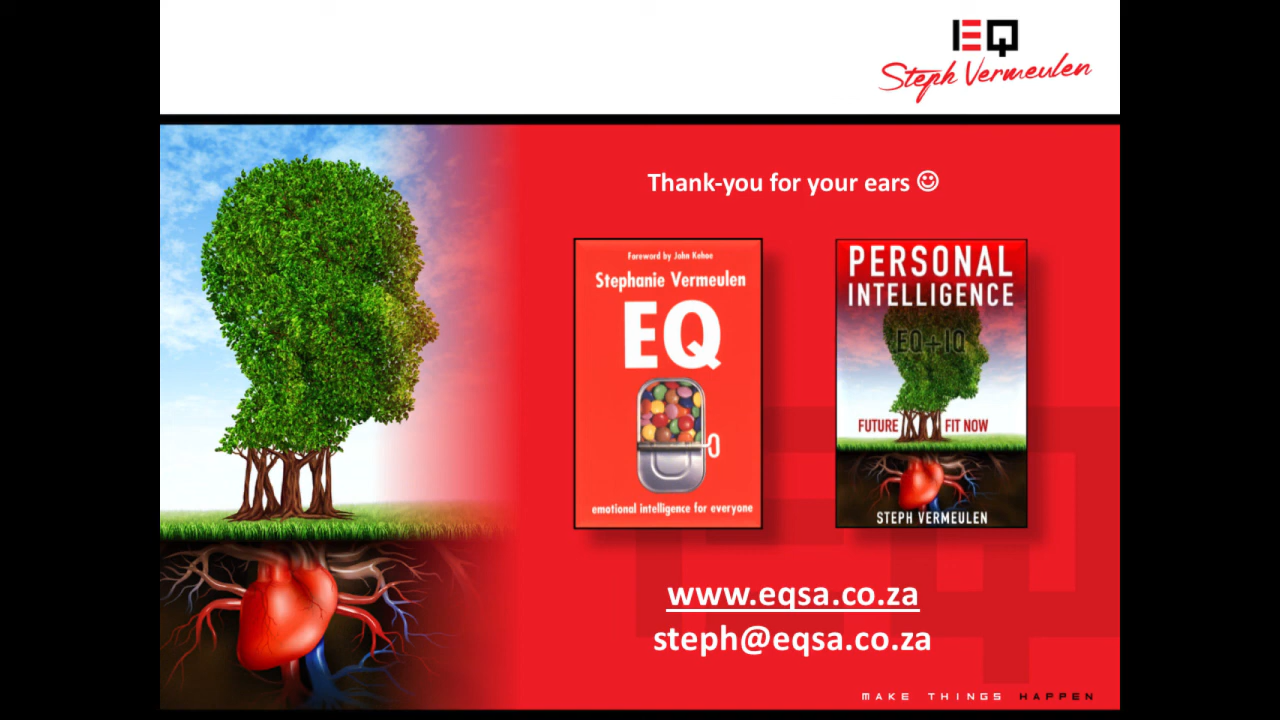 EQ
Steph Vermeulen
Thank-you for your ears ☺
Foreword by John Kehoe
Stephanie Vermeulen
EQ
emotional intelligence for everyone
PERSONAL
INTELLIGENCE
EQ+IQ
FUTURE FIT NOW
STEPH VERMEULEN
www.eqsa.co.za
steph@eqsa.co.za
MAKE THINGS HAPPEN